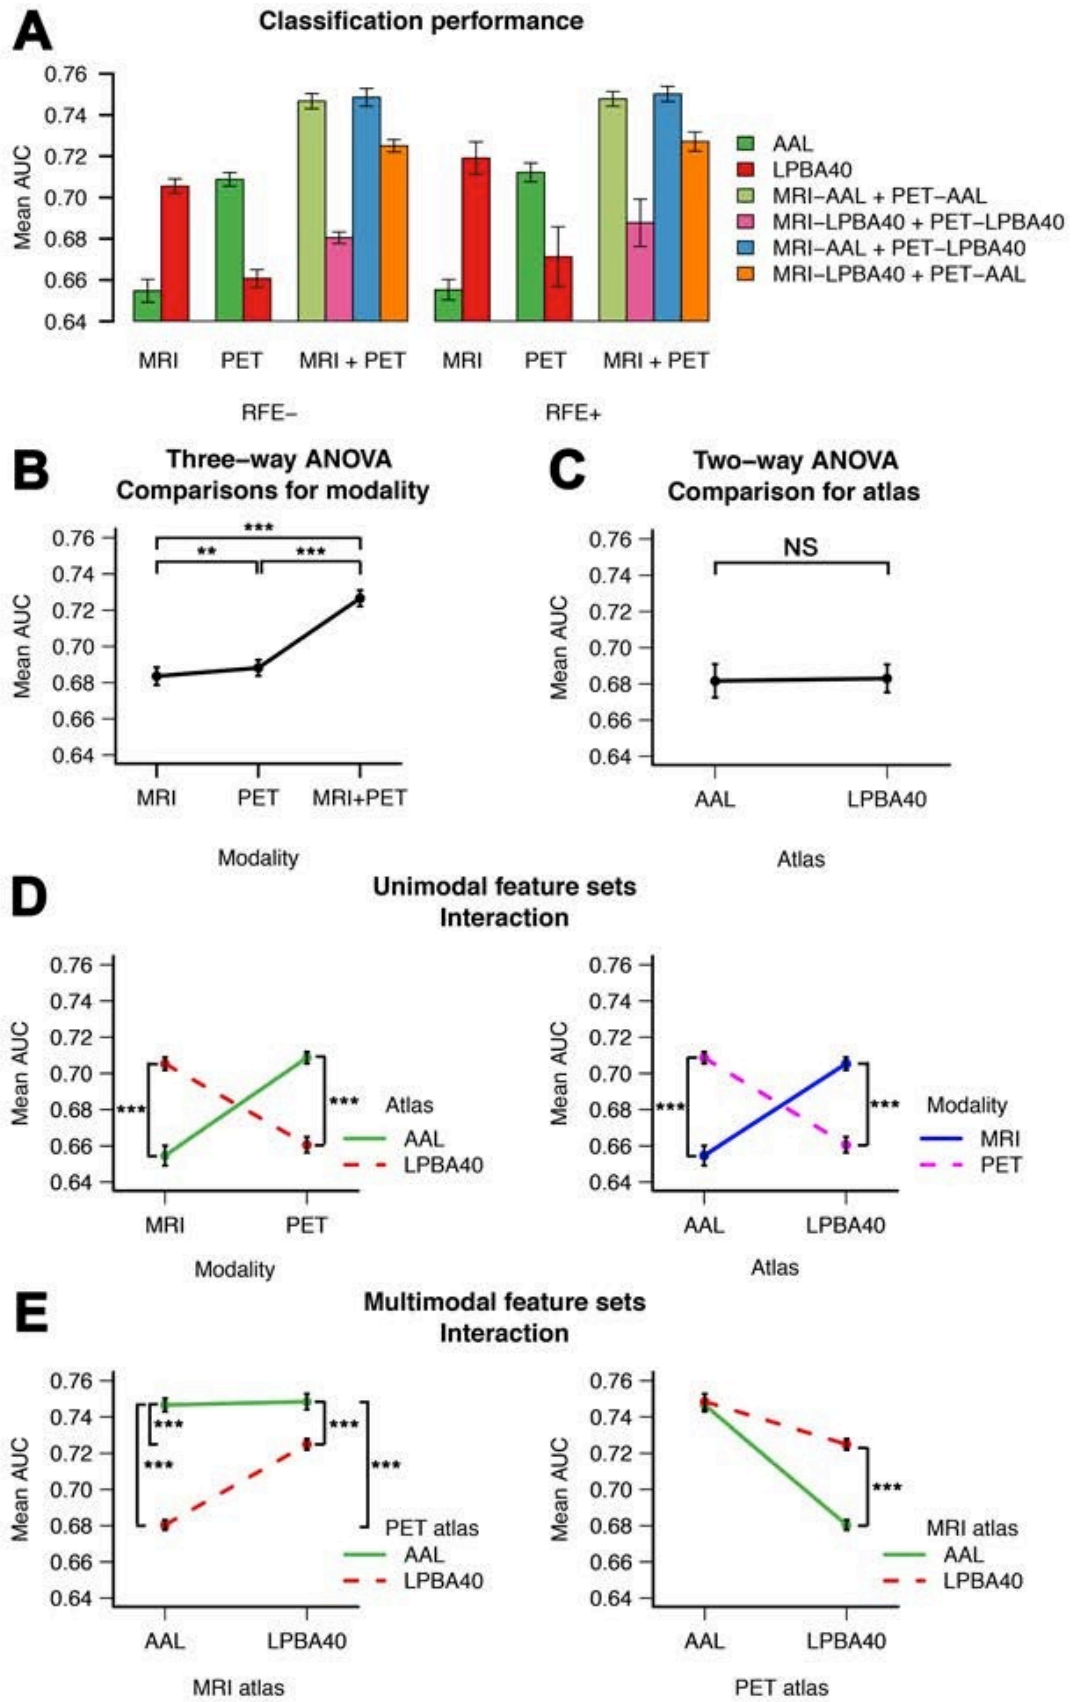 A
Classification performance
0.76
0.74
0.72
0.70
0.68
0.66
0.64
Mean AUC
MRI PET MRI + PET MRI PET MRI + PET
RFE− RFE+
AAL
LPBA40
MRI−AAL + PET−AAL
MRI−LPBA40 + PET−LPBA40
MRI−AAL + PET−LPBA40
MRI−LPBA40 + PET−AAL
B
Three−way ANOVA
Comparisons for modality
0.76
0.74
0.72
0.70
0.68
0.66
0.64
Mean AUC
***
** ***
MRI PET MRI+PET
Modality
C
Two−way ANOVA
Comparison for atlas
0.76
0.74
0.72
0.70
0.68
0.66
0.64
Mean AUC
NS
AAL LPBA40
Atlas
D
Unimodal feature sets
Interaction
0.76
0.74
0.72
0.70
0.68
0.66
0.64
Mean AUC
*** ***
Atlas
AAL
LPBA40
MRI PET
Modality
0.76
0.74
0.72
0.70
0.68
0.66
0.64
Mean AUC
*** ***
Modality
MRI
PET
AAL LPBA40
Atlas
E
Multimodal feature sets
Interaction
0.76
0.74
0.72
0.70
0.68
0.66
0.64
Mean AUC
*** ***
*** ***
PET atlas
AAL
LPBA40
AAL LPBA40
MRI atlas
0.76
0.74
0.72
0.70
0.68
0.66
0.64
Mean AUC
***
MRI atlas
AAL
LPBA40
AAL LPBA40
PET atlas